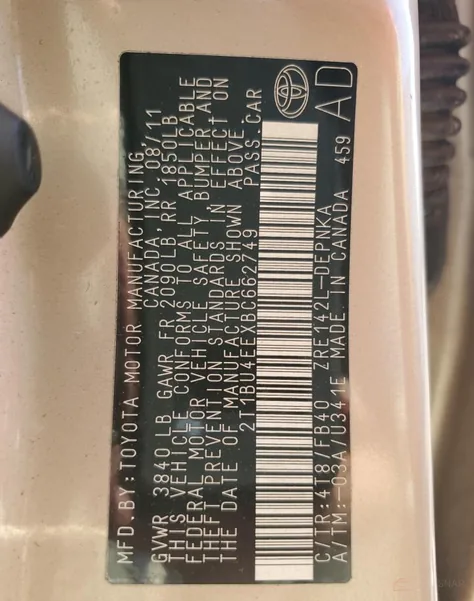 MFD.BY:TOYOTA MOTOR MANUFACTURING
CANADA,INC. 08/11
GVWR 3840LB GAWR FR 2090LB RR 1850LB
THIS VEHICLE CONFORMS TO ALL APPLICABLE
FEDERAL MOTOR VEHICLE SAFETY BUMPER AND
THEFT PREVENTION STANDARDS IN EFFECT ON
THE DATE OF MANUFACTURE SHOWN ABOVE
2T1BU4EEXBC662749 PASS.CAR
C/TR:4T8/FB40 ZRE142L-DEPNKA
A/TM:-03A/U341E MADE IN CANADA 459
AD